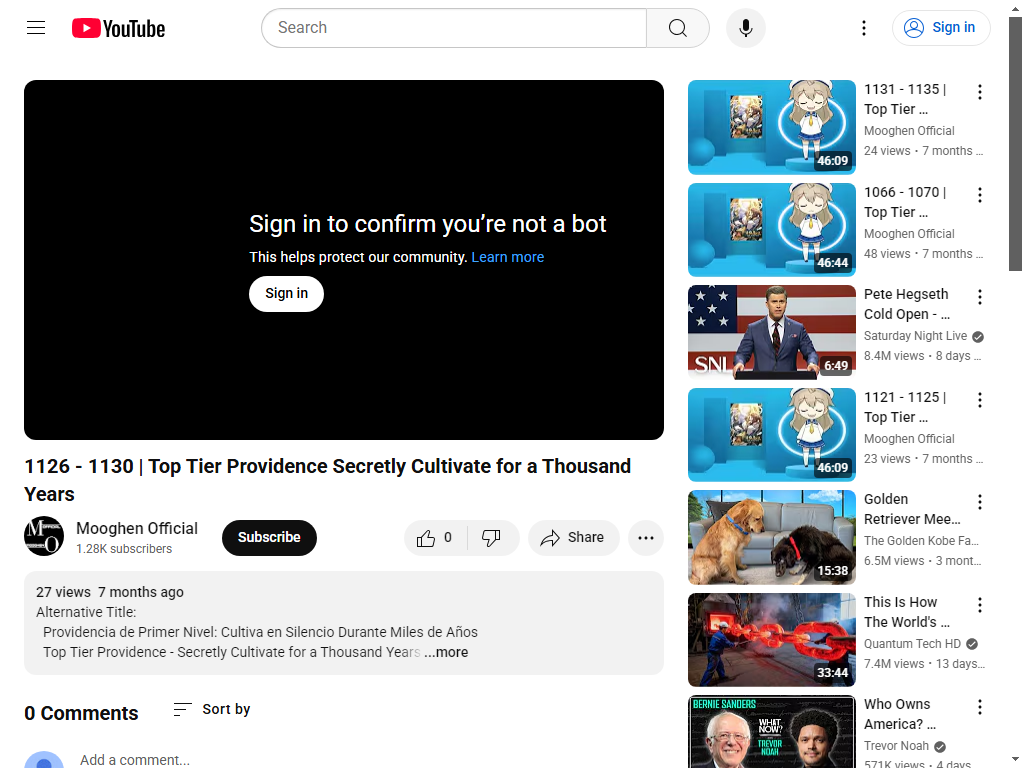 YouTube
Search
Sign in
Sign in to confirm you’re not a bot
This helps protect our community. Learn more
Sign in
1126 - 1130 | Top Tier Providence Secretly Cultivate for a Thousand
Years
Mooghen Official
1.28K subscribers
Subscribe
0
Share
27 views 7 months ago
Alternative Title:
Providencia de Primer Nivel: Cultiva en Silencio Durante Miles de Años
Top Tier Providence - Secretly Cultivate for a Thousand Years ...more
0 Comments
Sort by
Add a comment...
46:09
1131 - 1135 |
Top Tier …
Mooghen Official
24 views • 7 months …
46:44
1066 - 1070 |
Top Tier …
Mooghen Official
48 views • 7 months …
SNL
6:49
Pete Hegseth
Cold Open - …
Saturday Night Live
8.4M views • 8 days …
46:09
1121 - 1125 |
Top Tier …
Mooghen Official
23 views • 7 months …
15:38
Golden
Retriever Mee…
The Golden Kobe Fa…
6.5M views • 3 mont…
33:44
This Is How
The World's …
Quantum Tech HD
7.4M views • 13 days…
BERNIE SANDERS
WHAT
NOW?
TREVOR
NOAH
Who Owns
America? …
Trevor Noah
571K views • 4 days